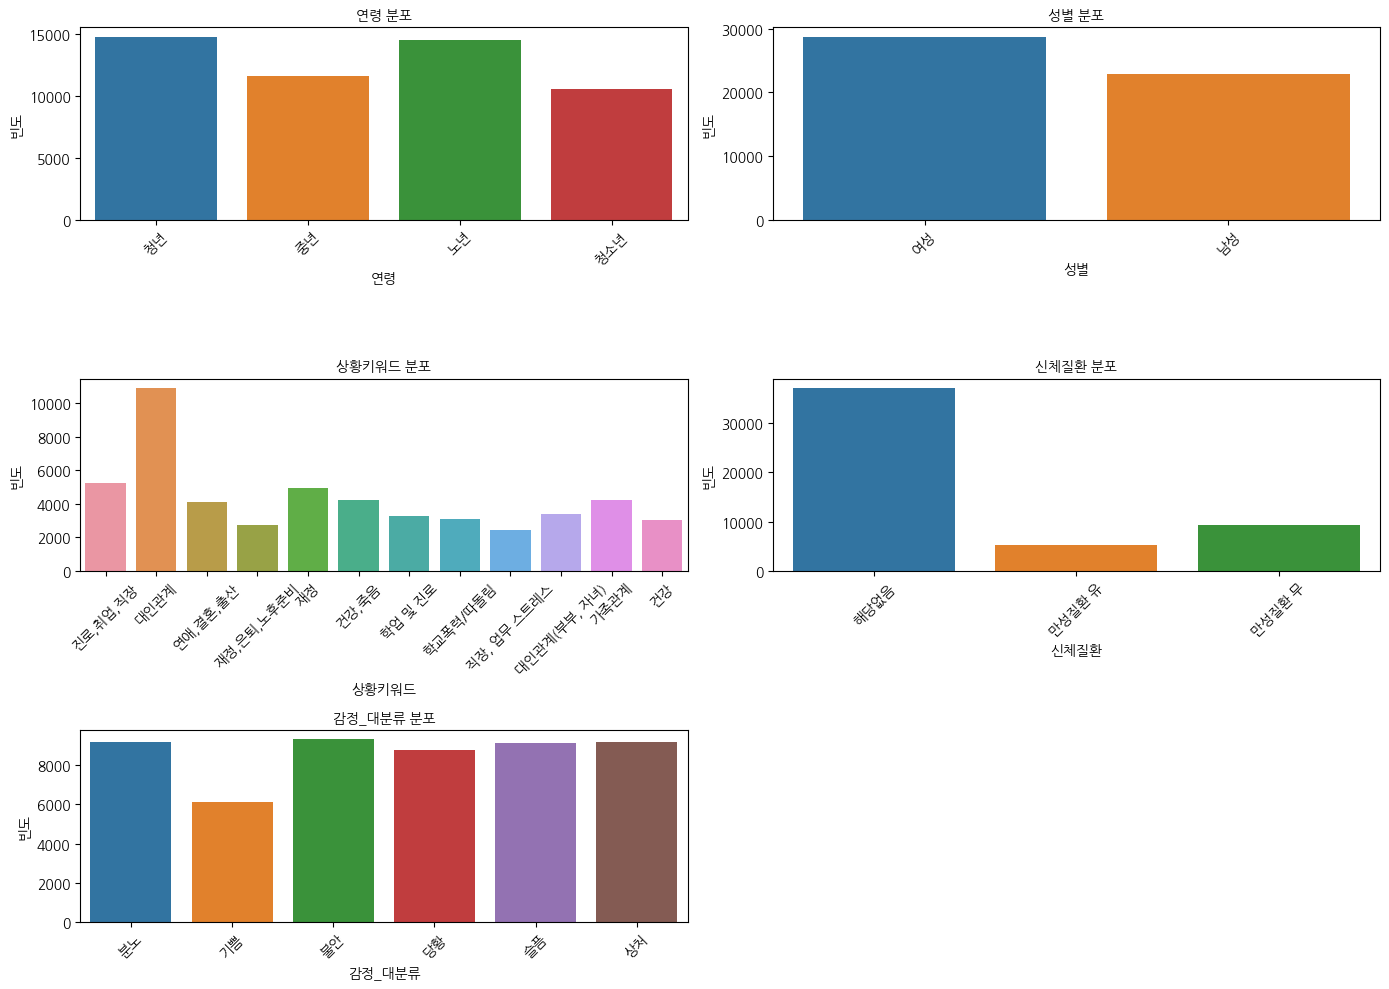 연령 분포
15000
10000
5000
0
빈도
청년
중년
노년
청소년
연령
성별 분포
30000
20000
10000
0
빈도
여성
남성
성별
상황키워드 분포
10000
8000
6000
4000
2000
0
빈도
진로,취업,직장
대인관계
연애,결혼,출산
재정,은퇴,노후준비
재정
건강,죽음
학업 및 진로
학교폭력/따돌림
직장, 업무 스트레스
대인관계(부부, 자녀)
가족관계
건강
상황키워드
신체질환 분포
30000
20000
10000
0
빈도
해당없음
만성질환 유
만성질환 무
신체질환
감정_대분류 분포
8000
6000
4000
2000
0
빈도
분노
기쁨
불안
당황
슬픔
상처
감정_대분류